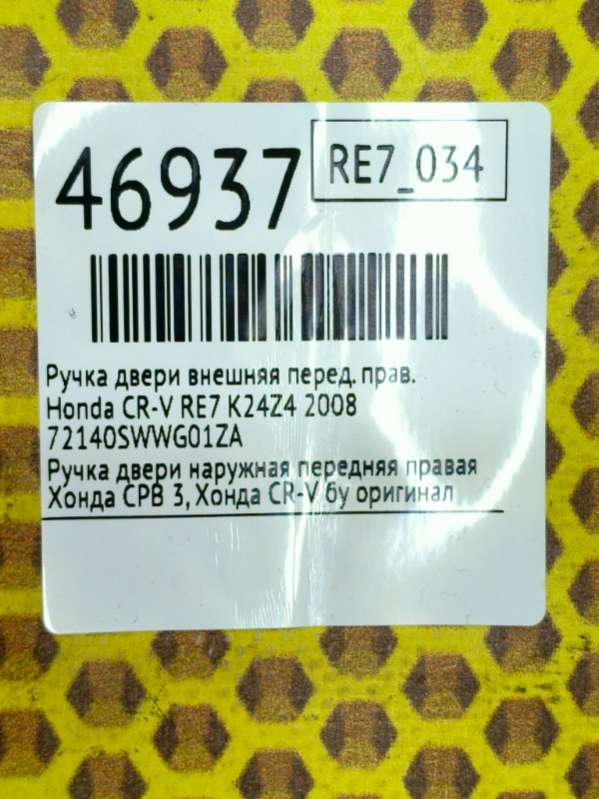 46937
RE7_034
Ручка двери внешняя перед. прав.
Honda CR-V RE7 K24Z4 2008
72140SWWG01ZA
Ручка двери наружная передняя правая
Хонда СРВ 3, Хонда CR-V бу оригинал